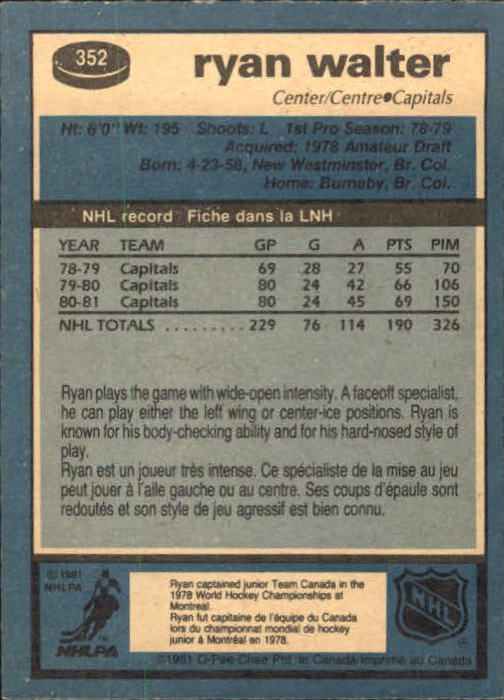 352
ryan walter
Center/Centre•Capitals
Ht: 6'0" Wt: 195 Shoots: L 1st Pro Season: 78-79
Acquired: 1978 Amateur Draft
Born: 4-23-58, New Westminster, Br. Col.
Home: Burnaby, Br. Col.
NHL record Fiche dans la LNH
YEAR TEAM GP G A PTS PIM
78-79 Capitals 69 28 27 55 70
79-80 Capitals 80 24 42 66 106
80-81 Capitals 80 24 45 69 150
NHL TOTALS ......... 229 76 114 190 326
Ryan plays the game with wide-open intensity. A faceoff specialist,
he can play either the left wing or center-ice positions. Ryan is
known for his body-checking ability and for his hard-nosed style of
play.
Ryan est un joueur très intense. Ce spécialiste de la mise au jeu
peut jouer à l'aile gauche ou au centre. Ses coups d'épaule sont
redoutés et son style de jeu agressif est bien connu.
© 1981
NHLPA
NHLPA
Ryan captained junior Team Canada in the
1978 World Hockey Championships at
Montreal.
Ryan fut capitaine de l'équipe du Canada
lors du championnat mondial de hockey
junior à Montréal en 1978.
NHL
©1981 O-Pee-Chee Ptd. in Canada/Imprimé au Canada